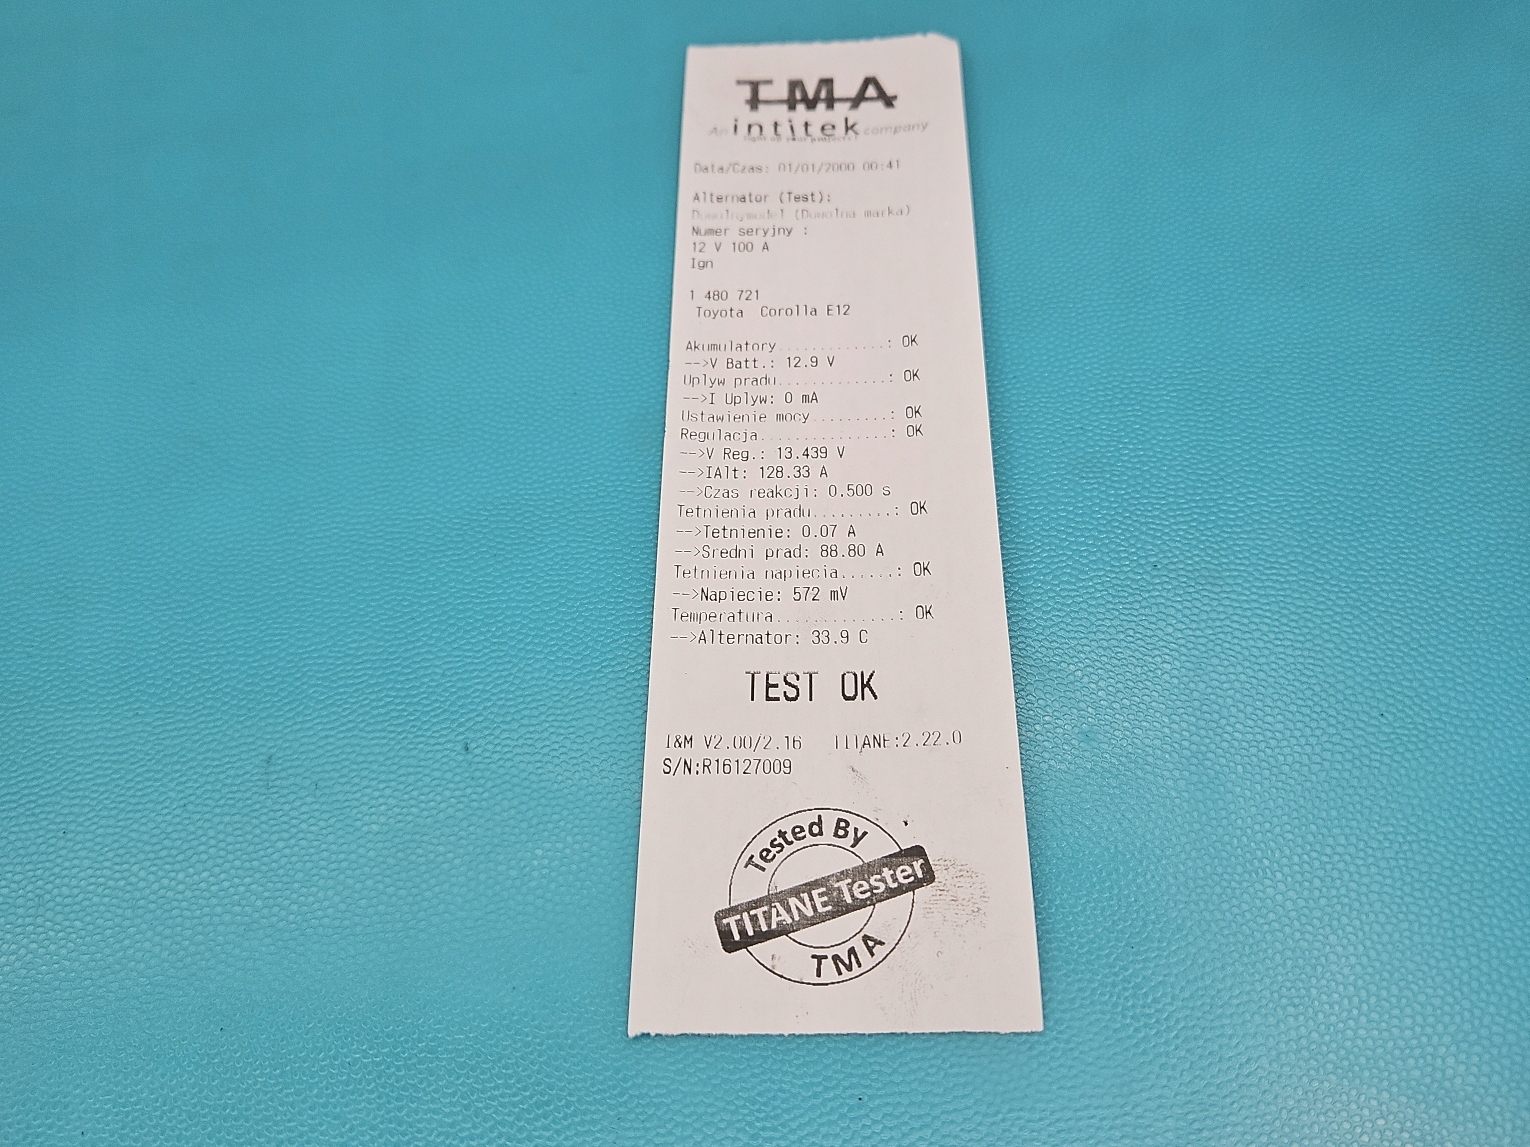 TMA
An intitek company
Data/Czas: 01/01/2000 00:41
Alternator (Test):
(Dowolna marka)
Numer seryjny :
12 V 100 A
Ign
1 480 721
Toyota Corolla E12
Akumulatory.............: OK
-->V Batt.: 12.9 V
Uplyw pradu.............: OK
-->I Uplyw: 0 mA
Ustawienie mocy.........: OK
Regulacja...............: OK
-->V Reg.: 13.439 V
-->IAlt: 128.33 A
-->Czas reakcji: 0.500 s
Tetnienia pradu.........: OK
-->Tetnienie: 0.07 A
-->Sredni prad: 88.80 A
Tetnienia napiecia......: OK
-->Napiecie: 572 mV
Temperatura.............: OK
-->Alternator: 33.9 C
TEST OK
I&M V2.00/2.16 TITANE:2.22.0
S/N:R16127009
Tested By
TITANE Tester
TMA